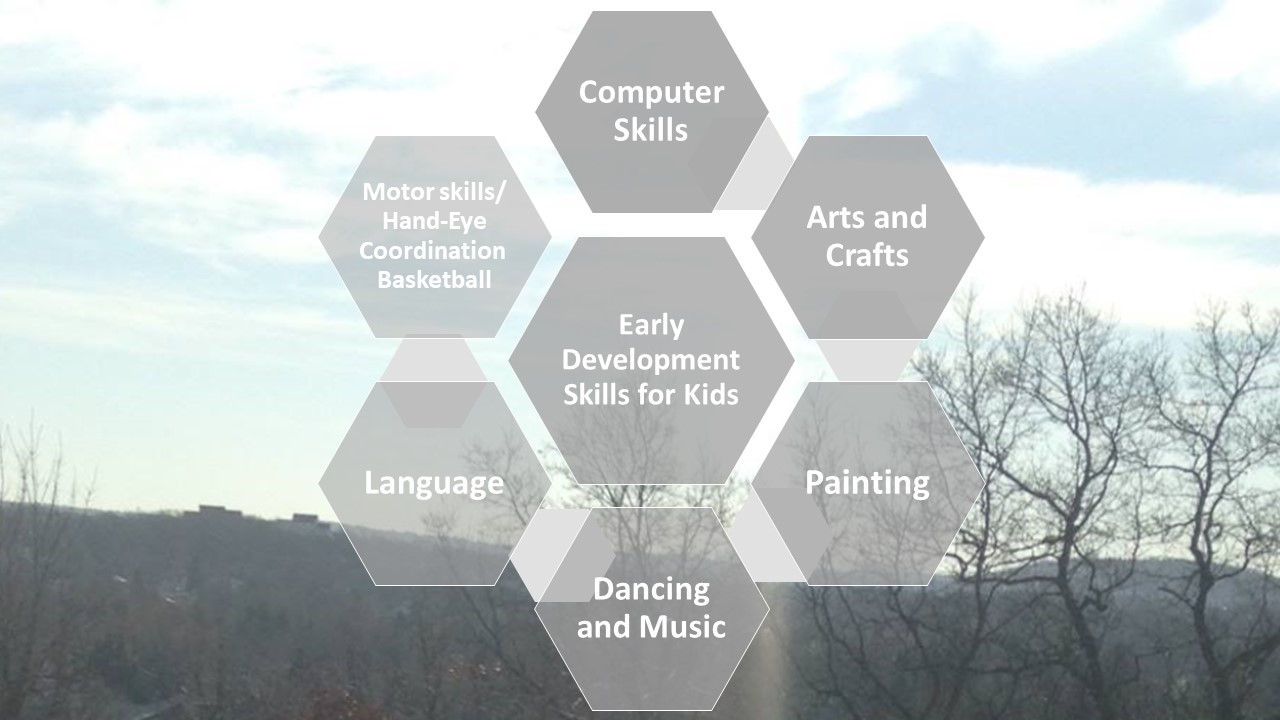 Computer
Skills
Motor skills/
Hand-Eye
Coordination
Basketball
Arts and
Crafts
Early
Development
Skills for Kids
Language
Painting
Dancing
and Music